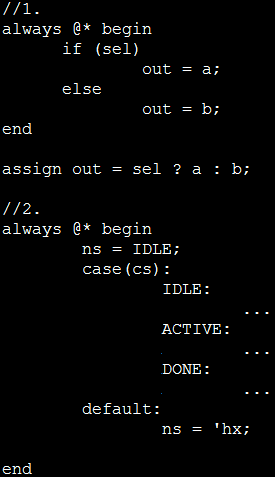 //1.
always @* begin
if (sel)
out = a;
else
out = b;
end
assign out = sel ? a : b;
//2.
always @* begin
ns = IDLE;
case(cs):
IDLE:
...
ACTIVE:
...
DONE:
...
default:
ns = 'hx;
end